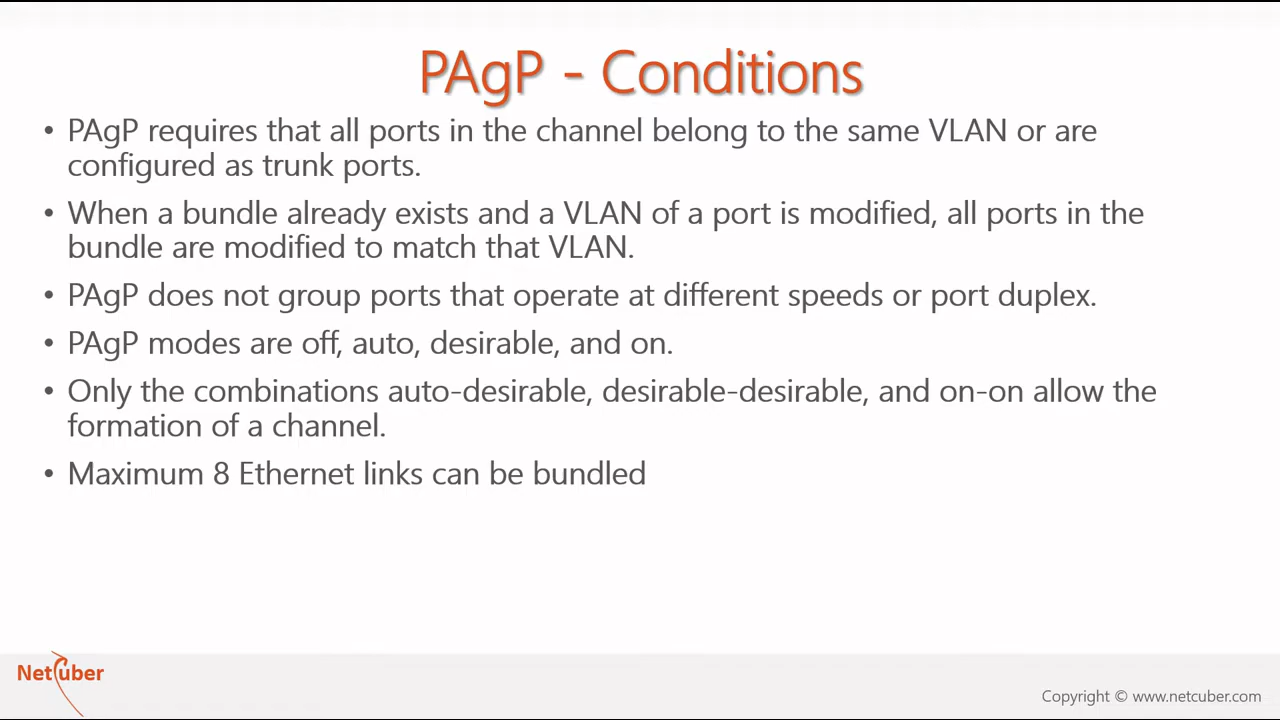 PAgP - Conditions
• PAgP requires that all ports in the channel belong to the same VLAN or are
configured as trunk ports.
• When a bundle already exists and a VLAN of a port is modified, all ports in the
bundle are modified to match that VLAN.
• PAgP does not group ports that operate at different speeds or port duplex.
• PAgP modes are off, auto, desirable, and on.
• Only the combinations auto-desirable, desirable-desirable, and on-on allow the
formation of a channel.
• Maximum 8 Ethernet links can be bundled
NetCuber
Copyright © www.netcuber.com